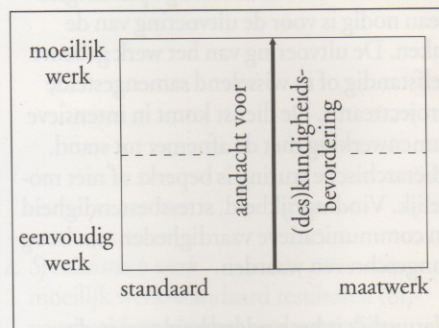 moeilijk
werk
aandacht voor
(des)kundigheids-
bevordering
eenvoudig
werk
standaard
maatwerk